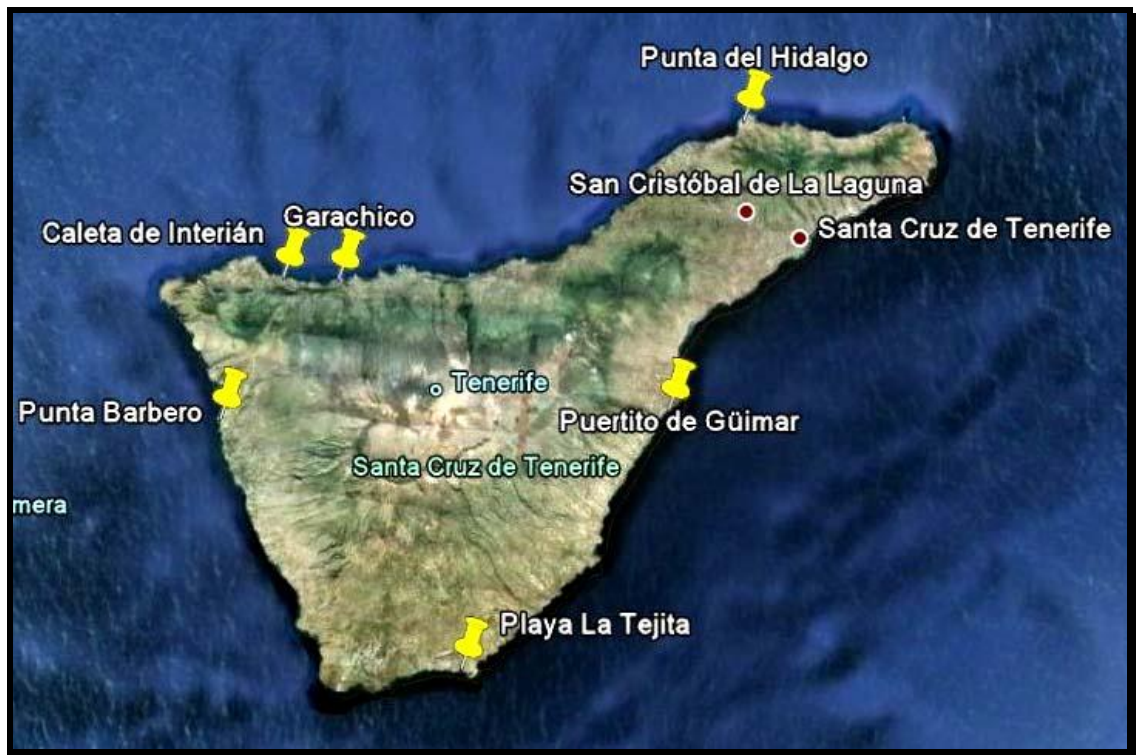 Punta del Hidalgo
San Cristóbal de La Laguna
Garachico
Caleta de Interián
Santa Cruz de Tenerife
Tenerife
Punta Barbero
Puertito de Güimar
Santa Cruz de Tenerife
mera
Playa La Tejita